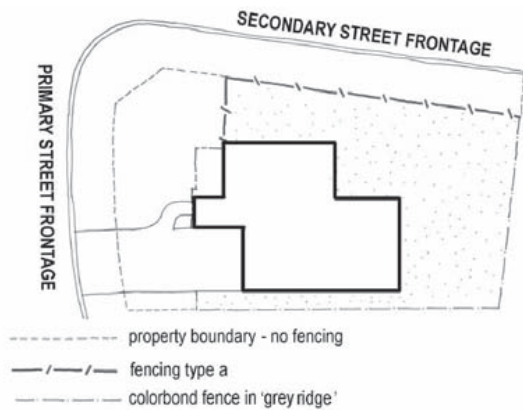 SECONDARY STREET FRONTAGE
PRIMARY STREET FRONTAGE
property boundary - no fencing
fencing type a
colorbond fence in 'grey ridge'